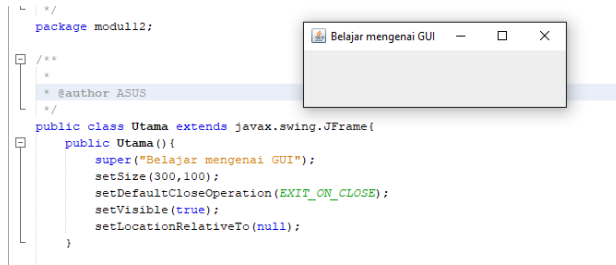 */
package modul12;
Belajar mengenai GUI
/**
*
* @author ASUS
*/
public class Utama extends javax.swing.JFrame{
public Utama(){
super("Belajar mengenai GUI");
setSize(300,100);
setDefaultCloseOperation(EXIT_ON_CLOSE);
setVisible(true);
setLocationRelativeTo(null);
}